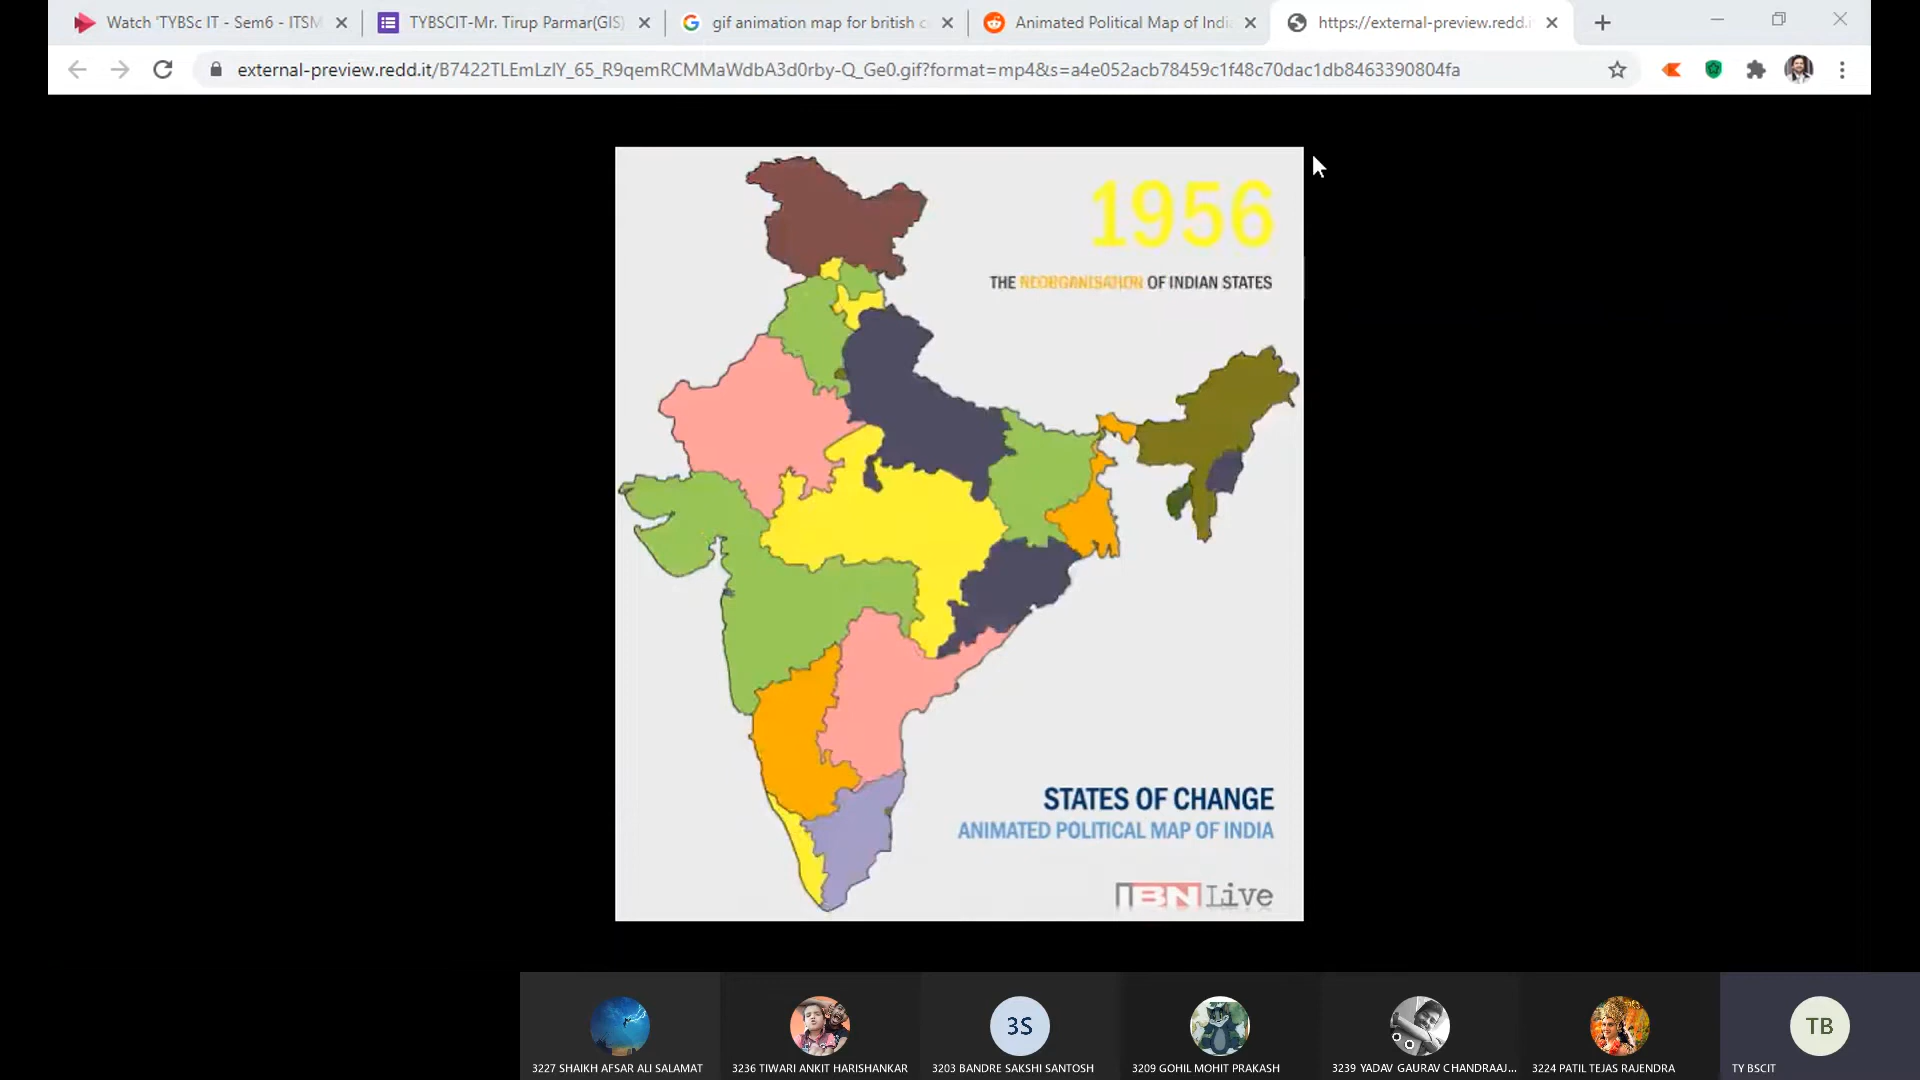 Watch 'TYBSc IT - Sem6 - ITSM
TYBSCIT-Mr. Tirup Parmar(GIS)
gif animation map for british c
Animated Political Map of Indi
https://external-preview.redd.i
external-preview.redd.it/B7422TLEmLzlY_65_R9qemRCMMaWdbA3d0rby-Q_Ge0.gif?format=mp4&s=a4e052acb78459c1f48c70dac1db8463390804fa
1956
THE REORGANISATION OF INDIAN STATES
STATES OF CHANGE
ANIMATED POLITICAL MAP OF INDIA
IBN Live
3S
TB
3227 SHAIKH AFSAR ALI SALAMAT
3236 TIWARI ANKIT HARISHANKAR
3203 BANDRE SAKSHI SANTOSH
3209 GOHIL MOHIT PRAKASH
3239 YADAV GAURAV CHANDRAAJ...
3224 PATIL TEJAS RAJENDRA
TY BSCIT